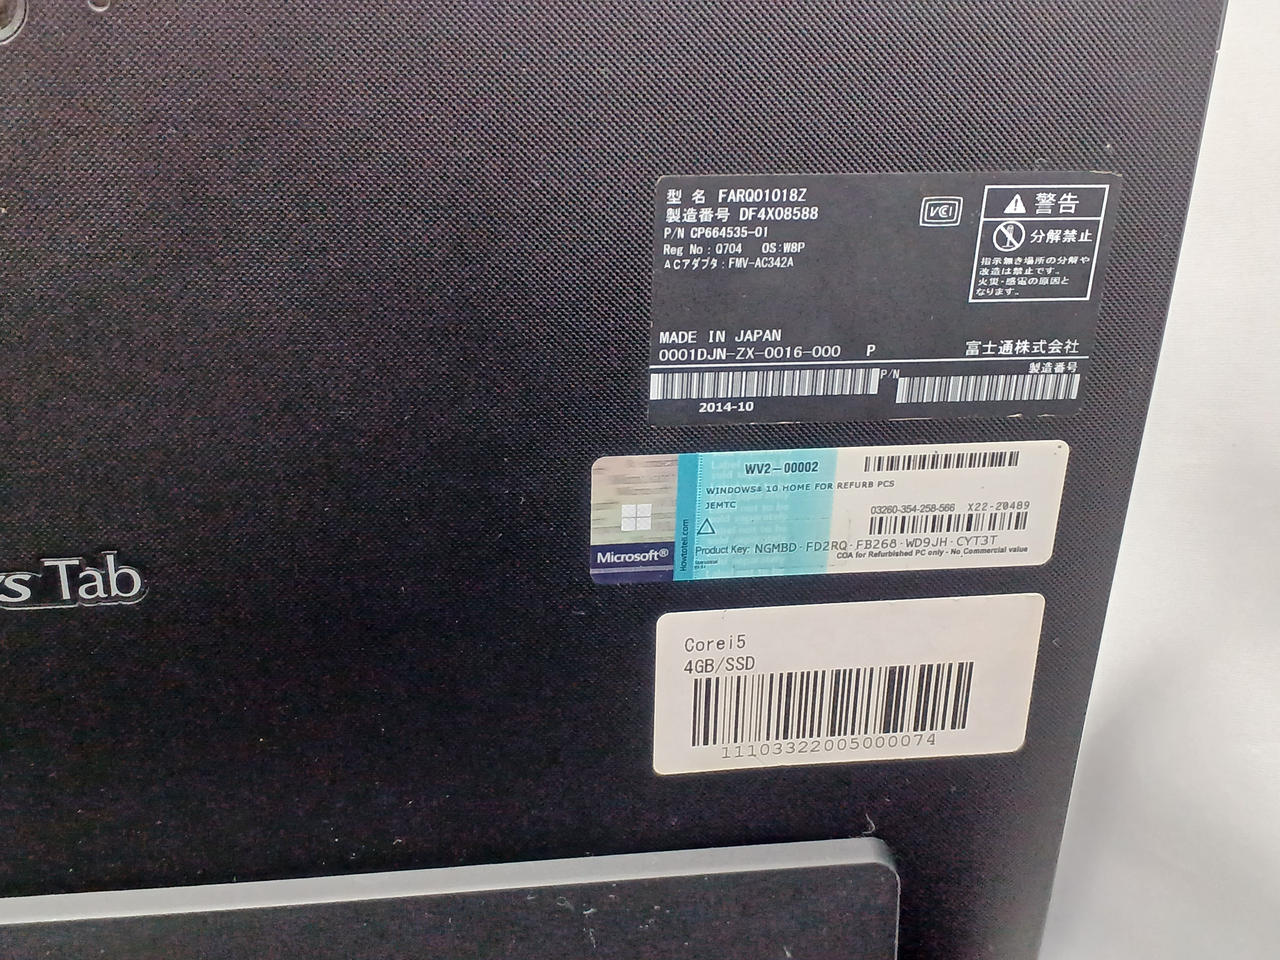 型名 FARQ01018Z
製造番号 DF4X08588
P/N CP664535-01
Reg No : Q704 OS:W8P
ACアダプタ : FMV-AC342A
VCCI
警告
分解禁止
指示無き場所の分解や
改造は禁止です。
火災・感電の原因と
なります。
MADE IN JAPAN
0001DJN-ZX-0016-000 P
富士通株式会社
P/N
製造番号
2014-10
WV2-00002
WINDOWS® 10 HOME FOR REFURB PCS
JEMTC
03260-354-258-566 X22-20489
Microsoft®
Howtotell.com
Product Key: NGMBD-FD2RQ-FB268-WD9JH-CYT3T
COA for Refurbished PC only - No Commercial value
s Tab
Corei5
4GB/SSD
11103322005000074